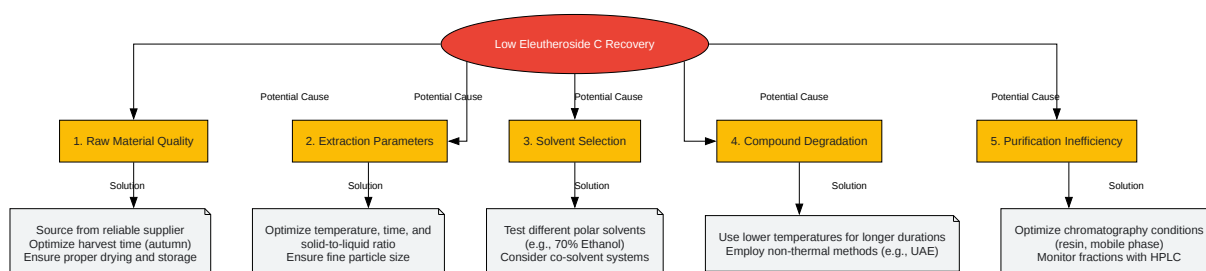 Low Eleutheroside C Recovery
Potential Cause
Potential Cause
Potential Cause
Potential Cause
Potential Cause
1. Raw Material Quality
2. Extraction Parameters
3. Solvent Selection
4. Compound Degradation
5. Purification Inefficiency
Solution
Solution
Solution
Solution
Solution
Source from reliable supplier
Optimize harvest time (autumn)
Ensure proper drying and storage
Optimize temperature, time, and
solid-to-liquid ratio
Ensure fine particle size
Test different polar solvents
(e.g., 70% Ethanol)
Consider co-solvent systems
Use lower temperatures for longer durations
Employ non-thermal methods (e.g., UAE)
Optimize chromatography conditions
(resin, mobile phase)
Monitor fractions with HPLC